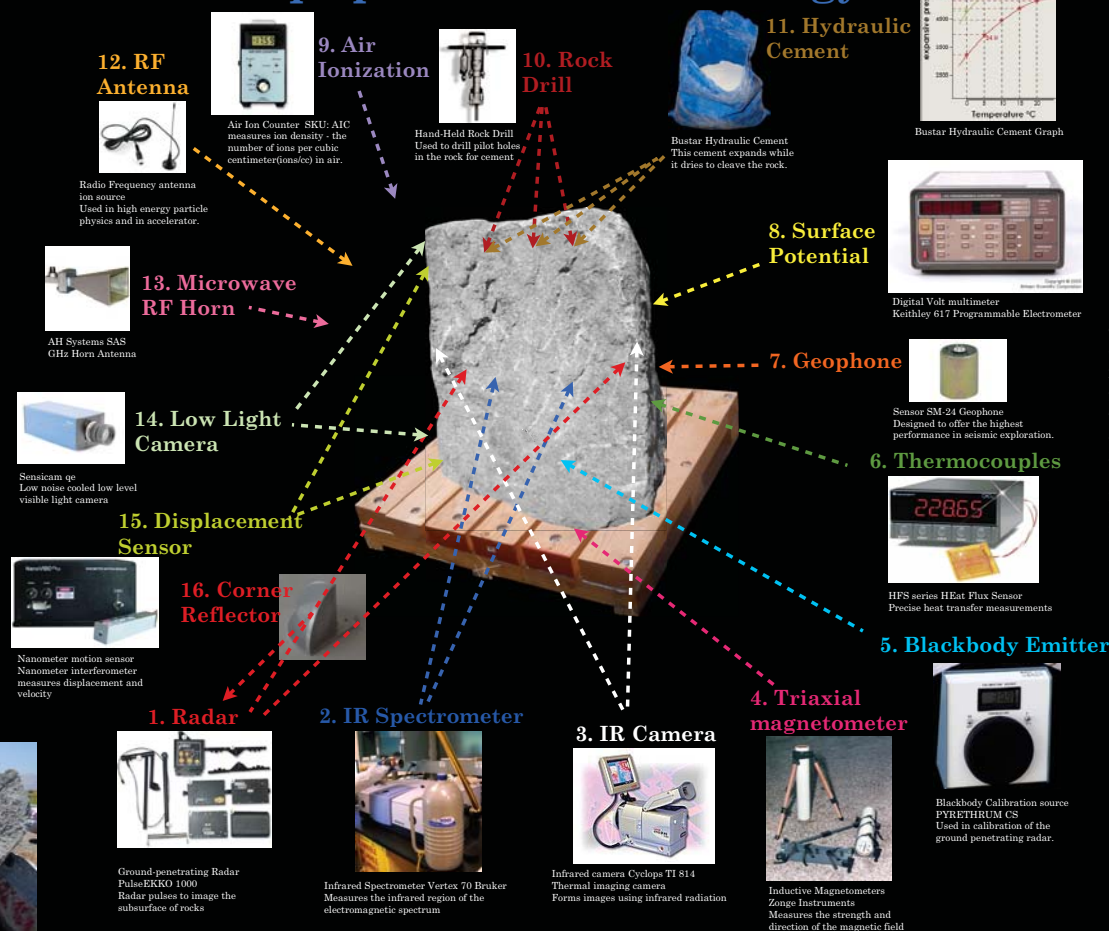 12. RF
Antenna
9. Air
Ionization
10. Rock
Drill
11. Hydraulic
Cement
Temperature °C
Bustar Hydraulic Cement Graph
Air Ion Counter SKU: AIC
measures ion density - the
number of ions per cubic
centimeter(ions/cc) in air.
Hand-Held Rock Drill
Used to drill pilot holes
in the rock for cement
Bustar Hydraulic Cement
This cement expands while
it dries to cleave the rock.
Radio Frequency antenna
ion source
Used in high energy particle
physics and in accelerator.
8. Surface
Potential
13. Microwave
RF Horn
Digital Volt multimeter
Keithley 617 Programmable Electrometer
AH Systems SAS
GHz Horn Antenna
7. Geophone
14. Low Light
Camera
Sensor SM-24 Geophone
Designed to offer the highest
performance in seismic exploration.
6. Thermocouples
Sensicam qe
Low noise cooled low level
visible light camera
228.65
15. Displacement
Sensor
16. Corner
Reflector
HFS series HEat Flux Sensor
Precise heat transfer measurements
5. Blackbody Emitter
Nanometer motion sensor
Nanometer interferometer
measures displacement and
velocity
1. Radar
2. IR Spectrometer
3. IR Camera
4. Triaxial
magnetometer
Blackbody Calibration source
PYRETHRUM CS
Used in calibration of the
ground penetrating radar.
Ground-penetrating Radar
PulseEKKO 1000
Radar pulses to image the
subsurface of rocks
Infrared Spectrometer Vertex 70 Bruker
Measures the infrared region of the
electromagnetic spectrum
Infrared camera Cyclops TI 814
Thermal imaging camera
Forms images using infrared radiation
Inductive Magnetometers
Zonge Instruments
Measures the strength and
direction of the magnetic field